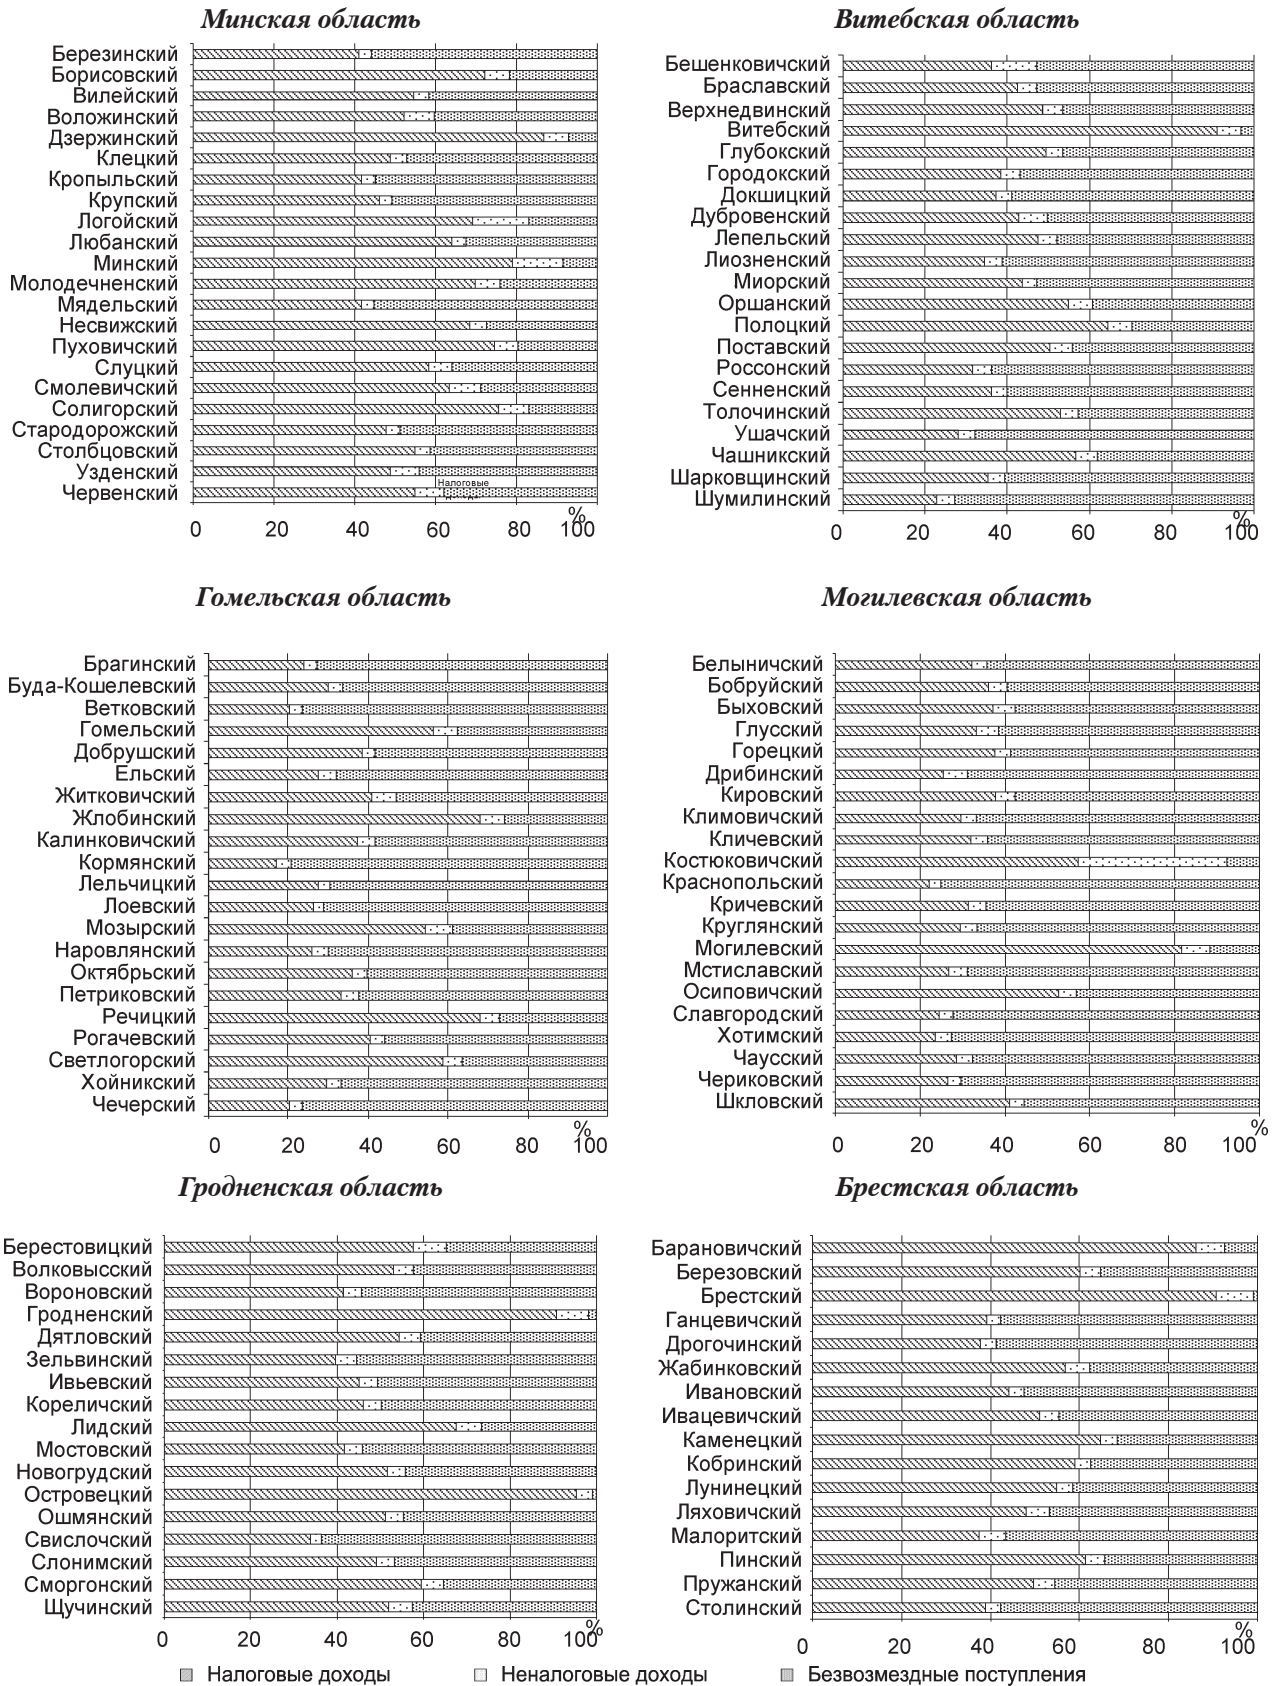 Минская область
Березинский
Борисовский
Вилейский
Воложинский
Дзержинский
Клецкий
Кропыльский
Крупский
Логойский
Любанский
Минский
Молодечненский
Мядельский
Несвижский
Пуховичский
Слуцкий
Смолевичский
Солигорский
Стародорожский
Столбцовский
Узденский
Червенский
Налоговые
%
0 20 40 60 80 100
Витебская область
Бешенковичский
Браславский
Верхнедвинский
Витебский
Глубокский
Городокский
Докшицкий
Дубровенский
Лепельский
Лиозненский
Миорский
Оршанский
Полоцкий
Поставский
Россонский
Сенненский
Толочинский
Ушачский
Чашникский
Шарковщинский
Шумилинский
%
0 20 40 60 80 100
Гомельская область
Брагинский
Буда-Кошелевский
Ветковский
Гомельский
Добрушский
Ельский
Житковичский
Жлобинский
Калинковичский
Кормянский
Лельчицкий
Лоевский
Мозырский
Наровлянский
Октябрьский
Петриковский
Речицкий
Рогачевский
Светлогорский
Хойникский
Чечерский
%
0 20 40 60 80 100
Могилевская область
Белыничский
Бобруйский
Быховский
Глусский
Горецкий
Дрибинский
Кировский
Климовичский
Кличевский
Костюковичский
Краснопольский
Кричевский
Круглянский
Могилевский
Мстиславский
Осиповичский
Славгородский
Хотимский
Чаусский
Чериковский
Шкловский
%
0 20 40 60 80 100
Гродненская область
Берестовицкий
Волковысский
Вороновский
Гродненский
Дятловский
Зельвинский
Ивьевский
Кореличский
Лидский
Мостовский
Новогрудский
Островецкий
Ошмянский
Свислочский
Слонимский
Сморгонский
Щучинский
%
0 20 40 60 80 100
Брестская область
Барановичский
Березовский
Брестский
Ганцевичский
Дрогочинский
Жабинковский
Ивановский
Ивацевичский
Каменецкий
Кобринский
Лунинецкий
Ляховичский
Малоритский
Пинский
Пружанский
Столинский
%
0 20 40 60 80 100
Налоговые доходы Неналоговые доходы Безвозмездные поступления